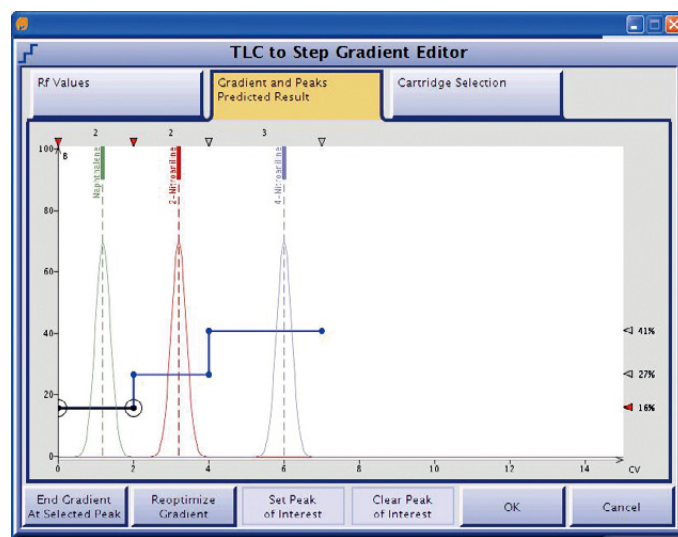 TLC to Step Gradient Editor
Rf Values
Gradient and Peaks
Predicted Result
Cartridge Selection
2 2 3
100
B
Naphthalene
2-Nitroaniline
4-Nitroaniline
80
60
40
20
0
41%
27%
16%
0 2 4 6 8 10 12 14 CV
End Gradient
At Selected Peak
Reoptimize
Gradient
Set Peak
of Interest
Clear Peak
of Interest
OK
Cancel